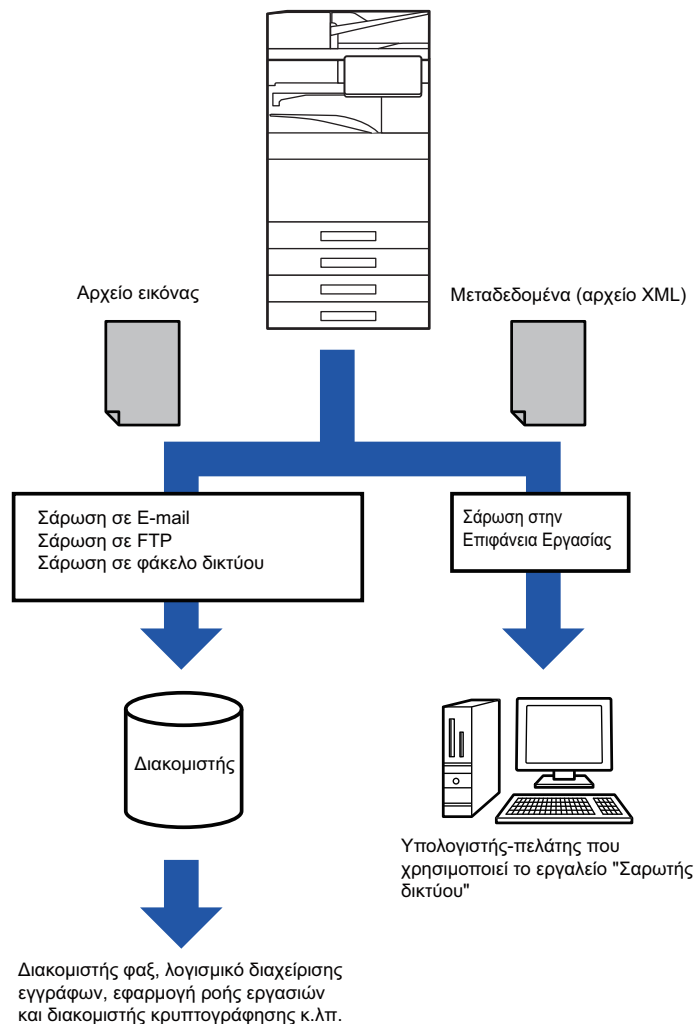 Αρχείο εικόνας
Μεταδεδομένα (αρχείο XML)
Σάρωση σε E-mail
Σάρωση σε FTP
Σάρωση σε φάκελο δικτύου
Σάρωση στην
Επιφάνεια Εργασίας
Διακομιστής
Υπολογιστής-πελάτης που
χρησιμοποιεί το εργαλείο "Σαρωτής
δικτύου"
Διακομιστής φαξ, λογισμικό διαχείρισης
εγγράφων, εφαρμογή ροής εργασιών
και διακομιστής κρυπτογράφησης κ.λπ.